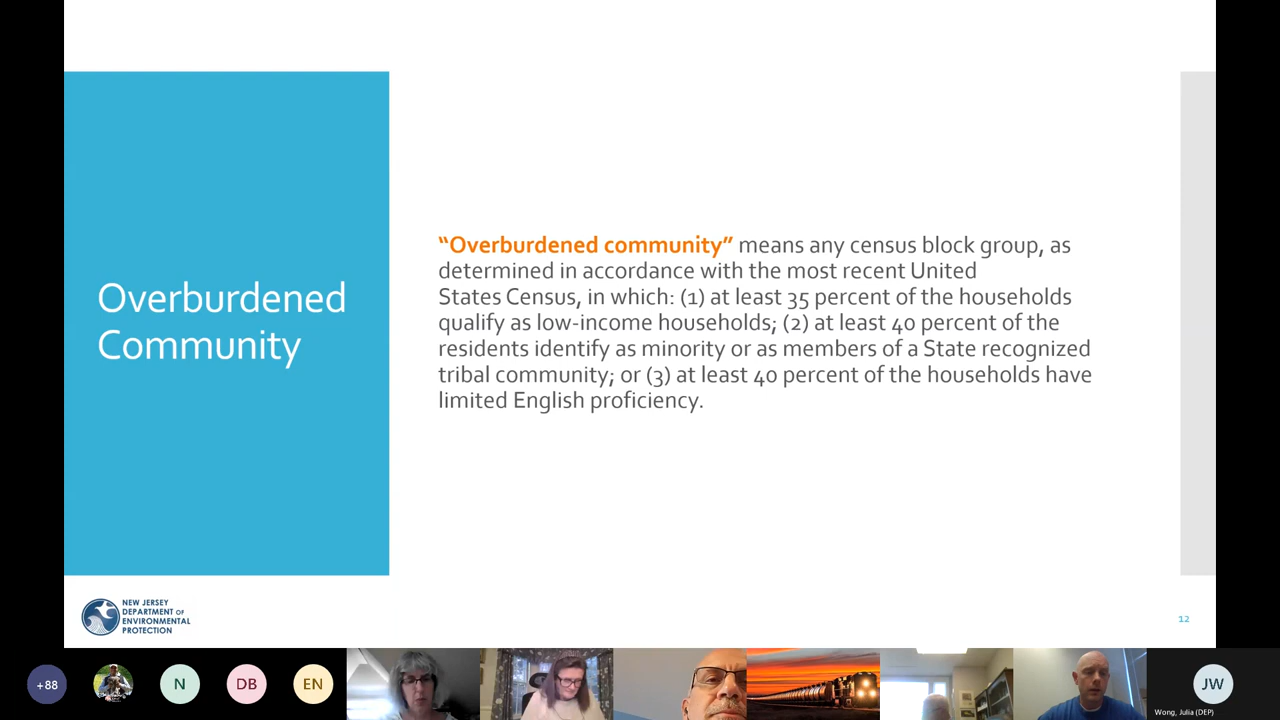 Overburdened
Community
“Overburdened community” means any census block group, as
determined in accordance with the most recent United
States Census, in which: (1) at least 35 percent of the households
qualify as low-income households; (2) at least 40 percent of the
residents identify as minority or as members of a State recognized
tribal community; or (3) at least 40 percent of the households have
limited English proficiency.
NEW JERSEY
DEPARTMENT OF
ENVIRONMENTAL
PROTECTION
12
+88
N
DB
EN
JW
Wong, Julia (DEP)